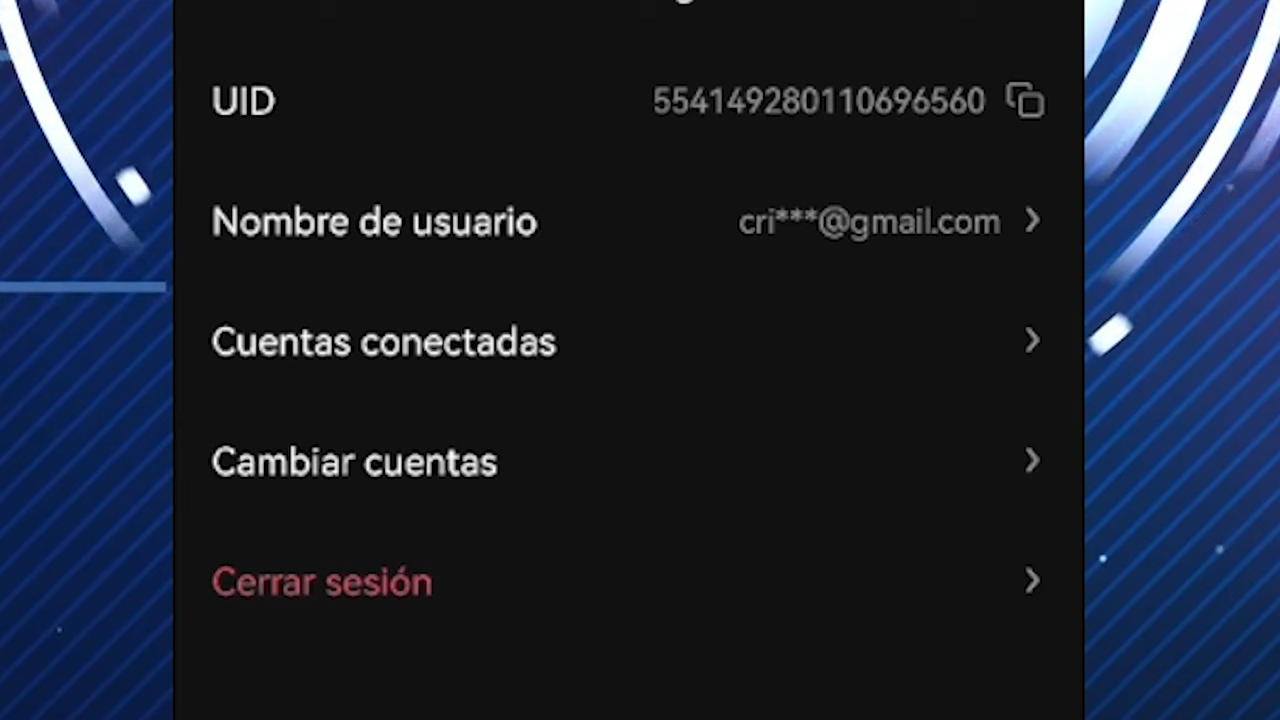 UID
554149280110696560
Nombre de usuario
cri***@gmail.com
Cuentas conectadas
Cambiar cuentas
Cerrar sesión